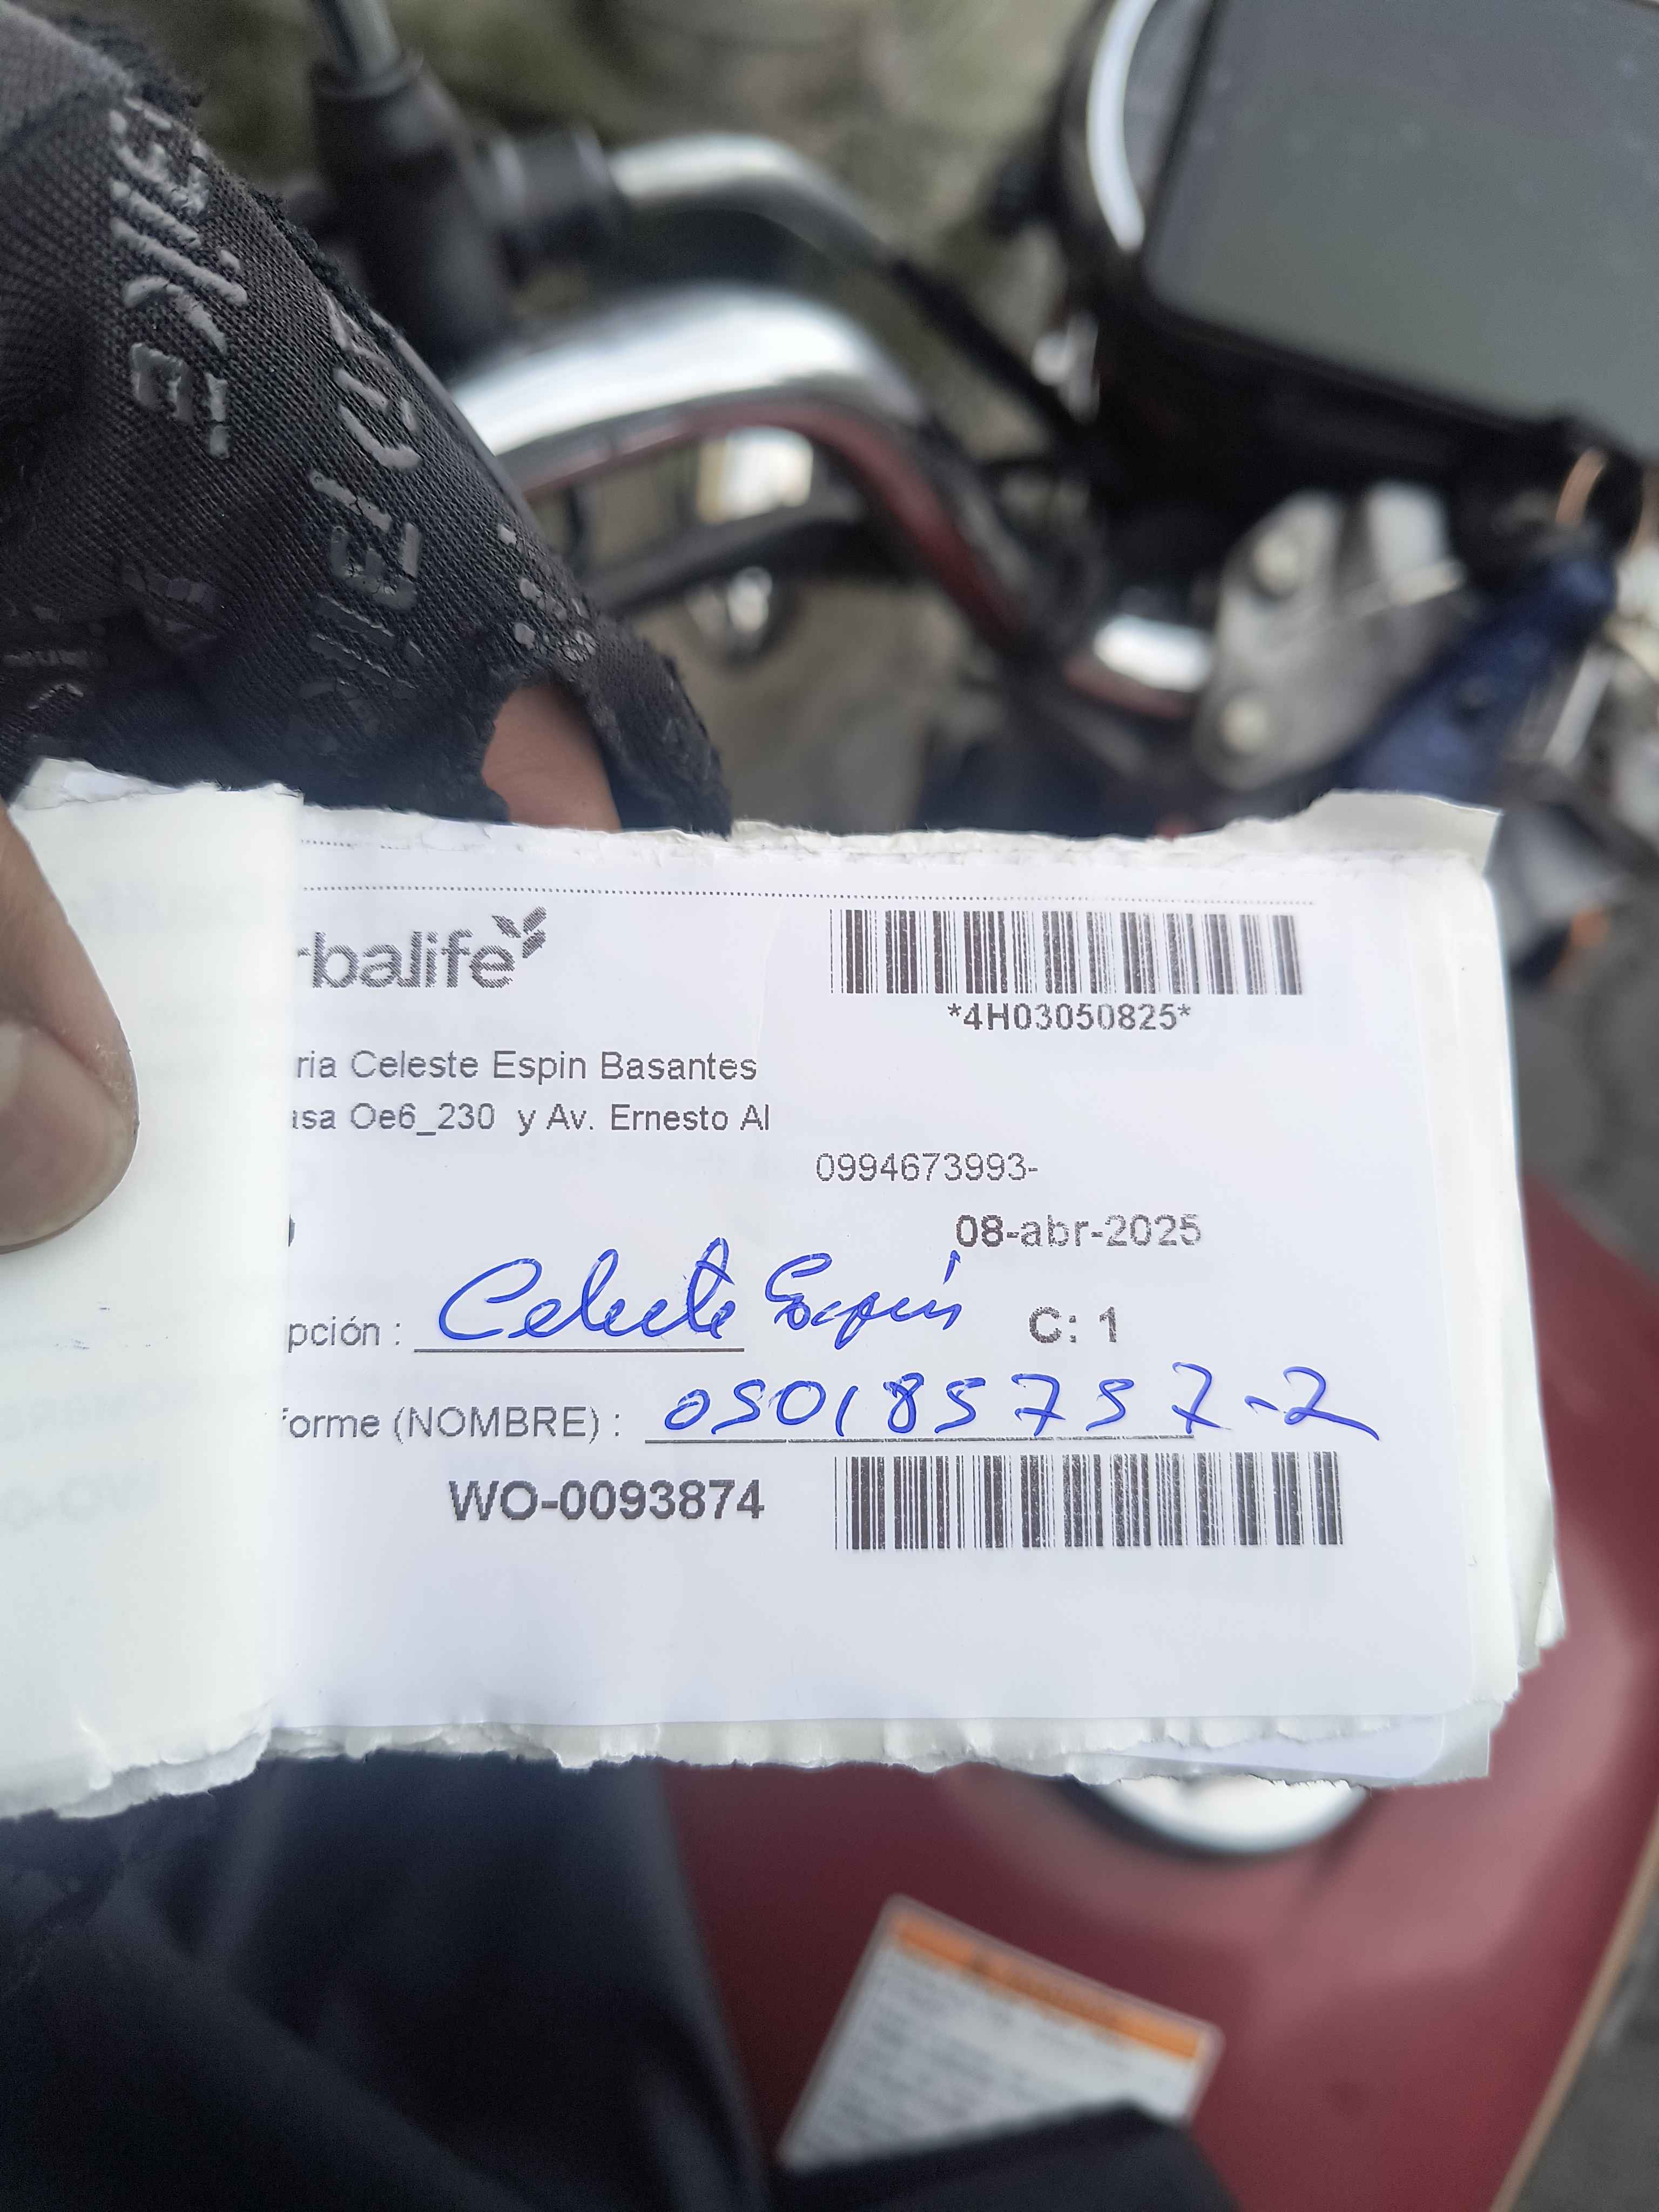 rbalife
*4H03050825*
ria Celeste Espin Basantes
asa Oe6_230 y Av. Ernesto Al
0994673993-
08-abr-2025
pción : Celeste Espín C: 1
forme (NOMBRE) : 050185757-2
WO-0093874